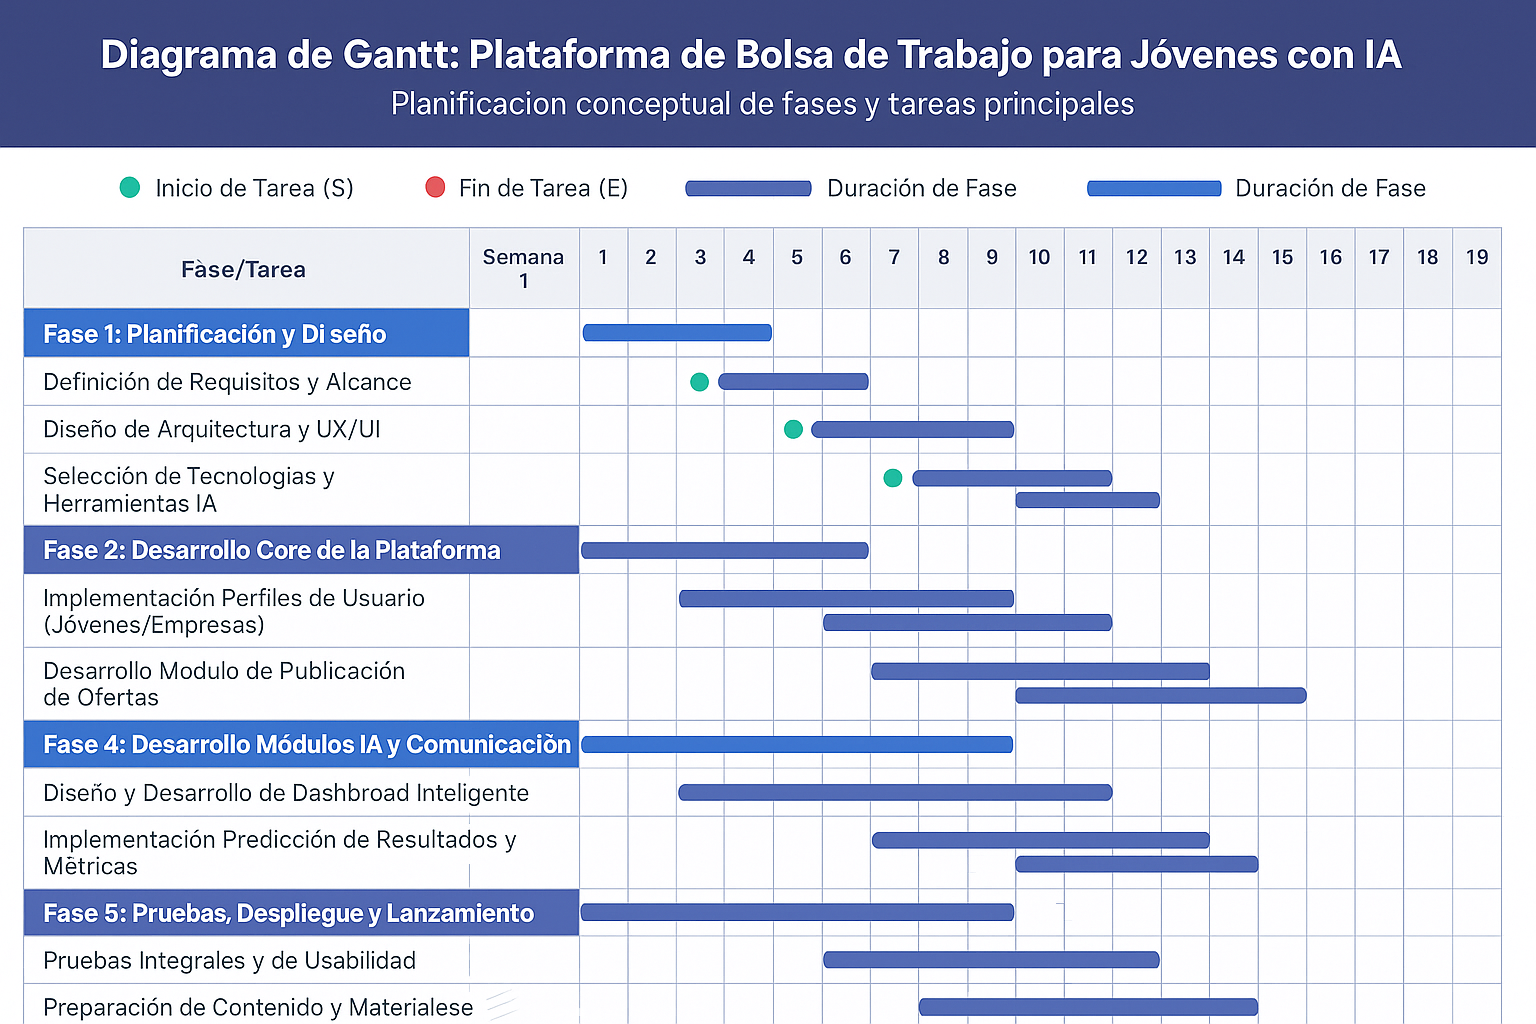 Diagrama de Gantt: Plataforma de Bolsa de Trabajo para Jóvenes con IA
Planificacion conceptual de fases y tareas principales
Inicio de Tarea (S) Fin de Tarea (E) Duración de Fase Duración de Fase
Fàse/Tarea Semana 1 1 2 3 4 5 6 7 8 9 10 11 12 13 14 15 16 17 18 19
Fase 1: Planificación y Di seño
Definición de Requisitos y Alcance
Diseño de Arquitectura y UX/UI
Selección de Tecnologias y
Herramientas IA
Fase 2: Desarrollo Core de la Plataforma
Implementación Perfiles de Usuario
(Jóvenes/Empresas)
Desarrollo Modulo de Publicación
de Ofertas
Fase 4: Desarrollo Módulos IA y Comunicaciòn
Diseño y Desarrollo de Dashbroad Inteligente
Implementación Predicción de Resultados y
Mètricas
Fase 5: Pruebas, Despliegue y Lanzamiento
Pruebas Integrales y de Usabilidad
Preparación de Contenido y Materialese